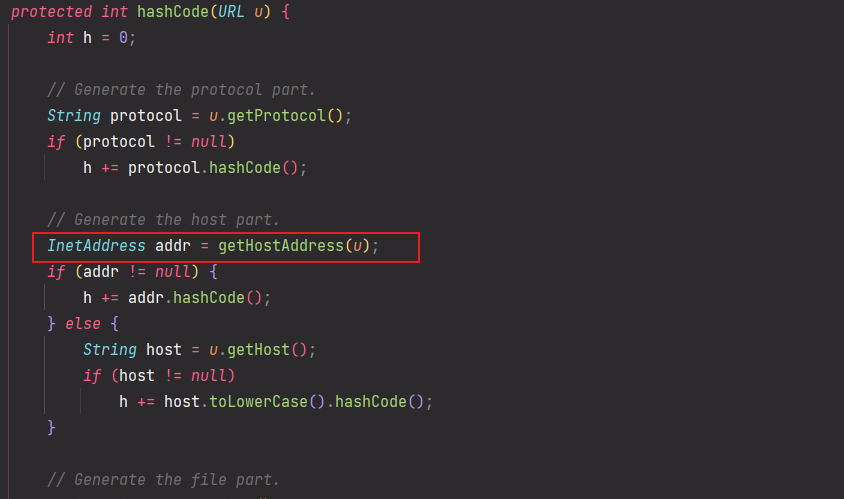 protected int hashCode(URL u) {
int h = 0;
// Generate the protocol part.
String protocol = u.getProtocol();
if (protocol != null)
h += protocol.hashCode();
// Generate the host part.
InetAddress addr = getHostAddress(u);
if (addr != null) {
h += addr.hashCode();
} else {
String host = u.getHost();
if (host != null)
h += host.toLowerCase().hashCode();
}
// Generate the file part.